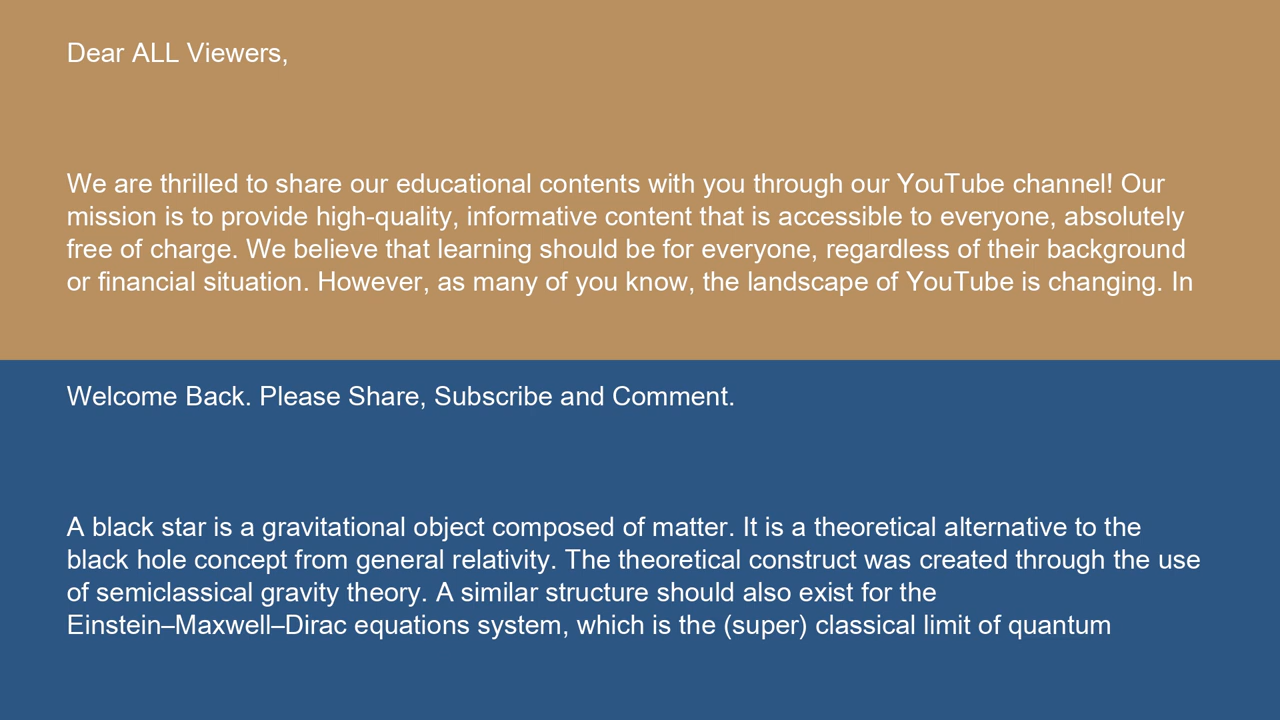 Dear ALL Viewers,
We are thrilled to share our educational contents with you through our YouTube channel! Our
mission is to provide high-quality, informative content that is accessible to everyone, absolutely
free of charge. We believe that learning should be for everyone, regardless of their background
or financial situation. However, as many of you know, the landscape of YouTube is changing. In
Welcome Back. Please Share, Subscribe and Comment.
A black star is a gravitational object composed of matter. It is a theoretical alternative to the
black hole concept from general relativity. The theoretical construct was created through the use
of semiclassical gravity theory. A similar structure should also exist for the
Einstein–Maxwell–Dirac equations system, which is the (super) classical limit of quantum